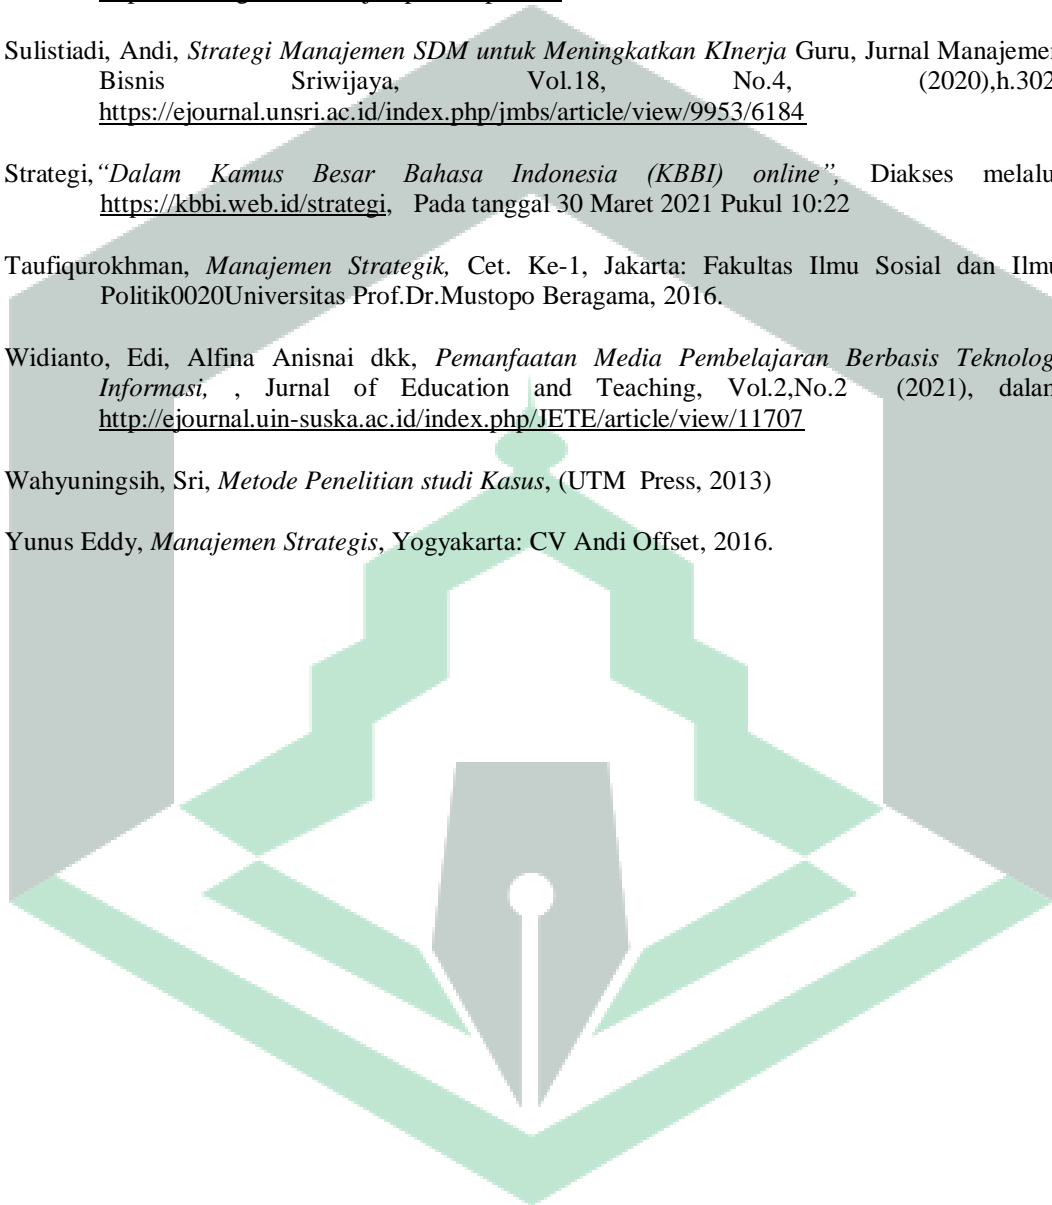 Sulistiadi, Andi, Strategi Manajemen SDM untuk Meningkatkan KInerja Guru, Jurnal Manajemen
Bisnis Sriwijaya, Vol.18, No.4, (2020),h.302
https://ejournal.unsri.ac.id/index.php/jmbs/article/view/9953/6184
Strategi,“Dalam Kamus Besar Bahasa Indonesia (KBBI) online”, Diakses melalu
https://kbbi.web.id/strategi, Pada tanggal 30 Maret 2021 Pukul 10:22
Taufiqurokhman, Manajemen Strategik, Cet. Ke-1, Jakarta: Fakultas Ilmu Sosial dan Ilmu
Politik0020Universitas Prof.Dr.Mustopo Beragama, 2016.
Widianto, Edi, Alfina Anisnai dkk, Pemanfaatan Media Pembelajaran Berbasis Teknolog
Informasi, , Jurnal of Education and Teaching, Vol.2,No.2 (2021), dalam
http://ejournal.uin-suska.ac.id/index.php/JETE/article/view/11707
Wahyuningsih, Sri, Metode Penelitian studi Kasus, (UTM Press, 2013)
Yunus Eddy, Manajemen Strategis, Yogyakarta: CV Andi Offset, 2016.